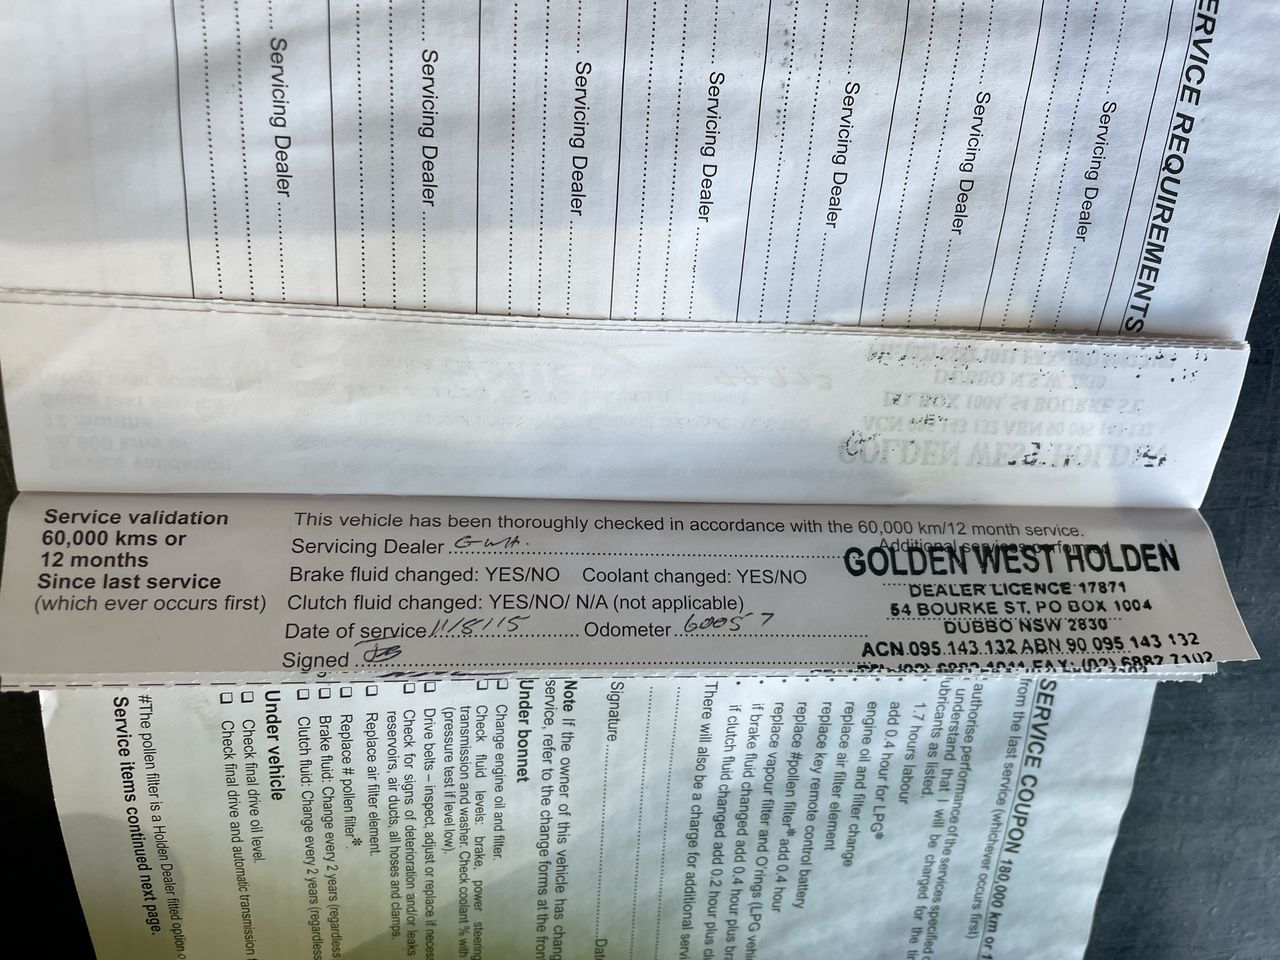 SERVICE REQUIREMENTS
Servicing Dealer
Servicing Dealer
Servicing Dealer
Servicing Dealer
Servicing Dealer
Servicing Dealer
Servicing Dealer
GOLDEN WEST HOLDEN
Service validation
60,000 kms or
12 months
Since last service
(which ever occurs first)
This vehicle has been thoroughly checked in accordance with the 60,000 km/12 month service.
Servicing Dealer GWH.
Brake fluid changed: YES/NO Coolant changed: YES/NO
Clutch fluid changed: YES/NO/ N/A (not applicable)
Date of service 11/8/15 Odometer 60057
Signed
GOLDEN WEST HOLDEN
DEALER LICENCE 17871
54 BOURKE ST, PO BOX 1004
DUBBO NSW 2830
ACN 095.143.132 ABN 90.095.143 132
FAX: (02) 6882 7102
SERVICE COUPON 180,000 km or 1
from the last service (whichever occurs first)
authorise performance of the services specified
understand that I will be charged for the
lubricants as listed.
1.7 hours labour
add 0.4 hour for LPG*
engine oil and filter change
replace air filter element
replace key remote control battery
replace #pollen filter* add 0.4 hour
replace vapour filter and O'rings (LPG
if brake fluid changed add 0.4 hour plus
if clutch fluid changed add 0.2 hour plus
There will also be a charge for additional
Signature
Note If the owner of this vehicle has
service, refer to the change forms at the
Under bonnet
Change engine oil and filter.
Check fluid levels; brake, power steering
transmission and washer. Check coolant % with
(pressure test if level low).
Drive belts – inspect, adjust or replace if
Check for signs of deterioration and/or leaks
reservoirs, air ducts, all hoses and clamps.
Replace air filter element.
Replace # pollen filter*.
Brake fluid: Change every 2 years (regardless
Clutch fluid: Change every 2 years (regardless
Under vehicle
Check final drive oil level.
Check final drive and automatic transmission
#The pollen filter is a Holden Dealer fitted option
Service items continued next page.